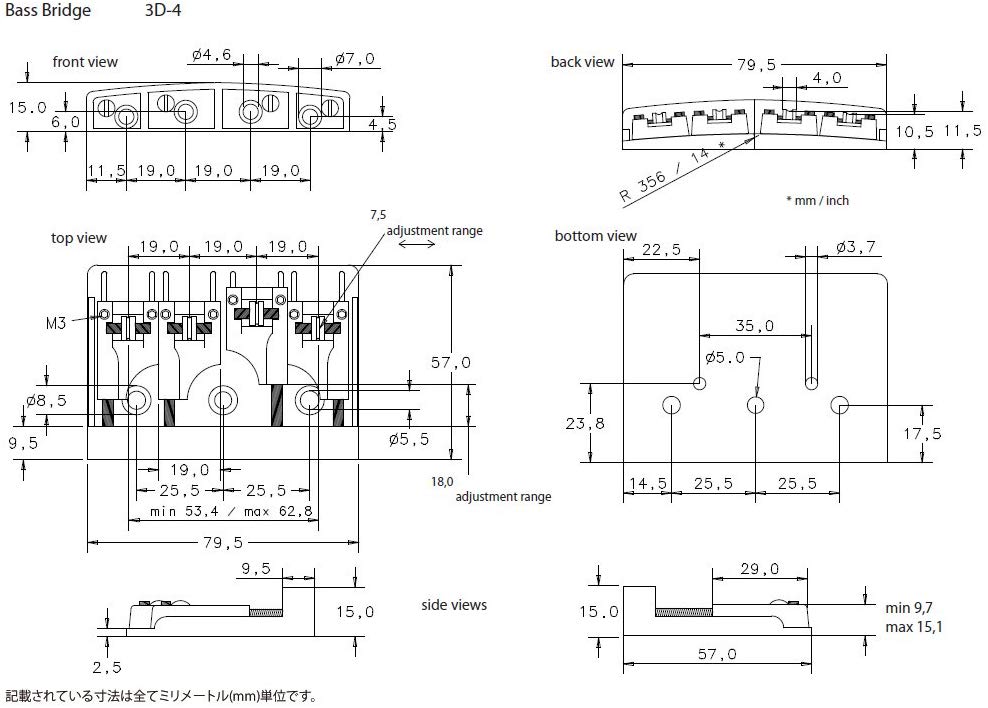 Bass Bridge 3D-4
front view
ø4,6
ø7,0
15.0
6,0
4,5
11,5 19,0 19,0 19,0
back view
79,5
4,0
10,5 11,5
R 356 / 14 *
* mm / inch
top view
7,5
adjustment range
19,0 19,0 19,0
M3
57,0
ø8,5
9,5
ø5,5
19,0
25,5 25,5
18,0
adjustment range
min 53,4 / max 62,8
79,5
bottom view
22,5
ø3,7
35,0
ø5.0
23,8
17,5
14,5 25,5 25,5
side views
9,5
15,0
2,5
29,0
15.0
min 9,7
max 15,1
57,0
記載されている寸法は全てミリメートル(mm)単位です。